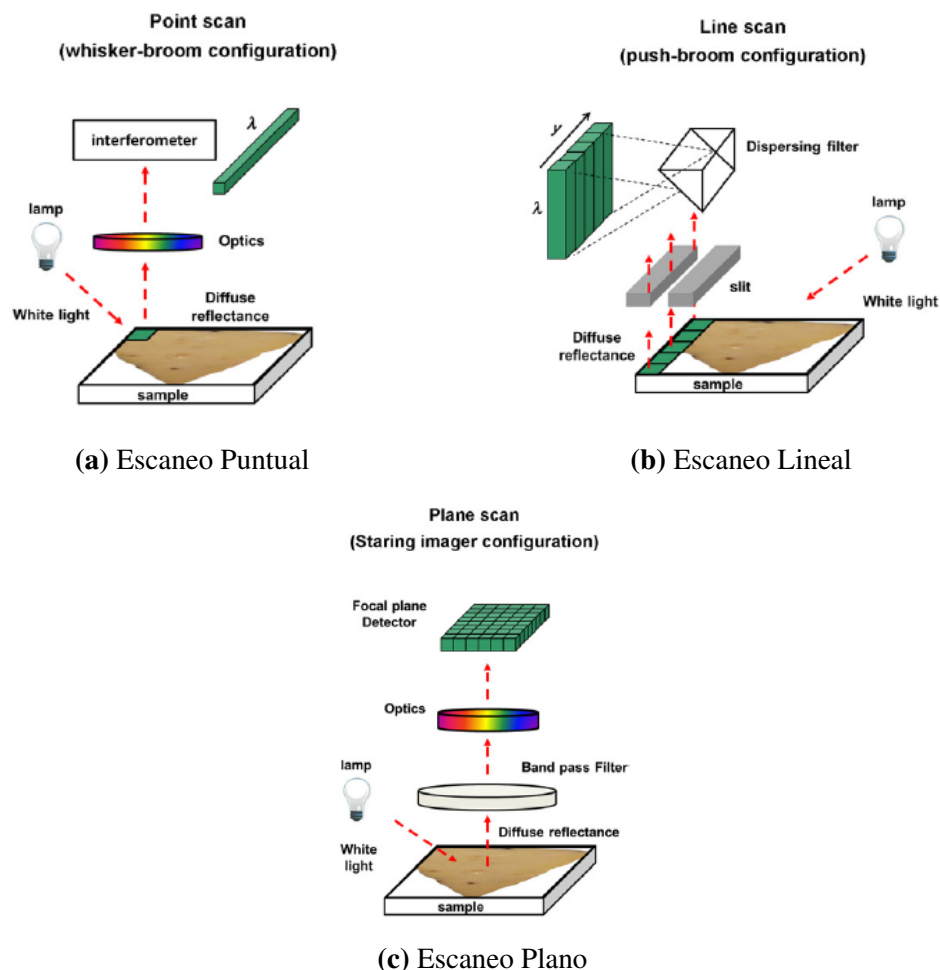 Point scan
(whisker-broom configuration)
interferometer
λ
lamp
Optics
White light
Diffuse
reflectance
sample
(a) Escaneo Puntual
Line scan
(push-broom configuration)
y
λ
Dispersing filter
lamp
slit
White light
Diffuse
reflectance
sample
(b) Escaneo Lineal
Plane scan
(Staring imager configuration)
Focal plane
Detector
Optics
lamp
Band pass Filter
White
light
Diffuse reflectance
sample
(c) Escaneo Plano